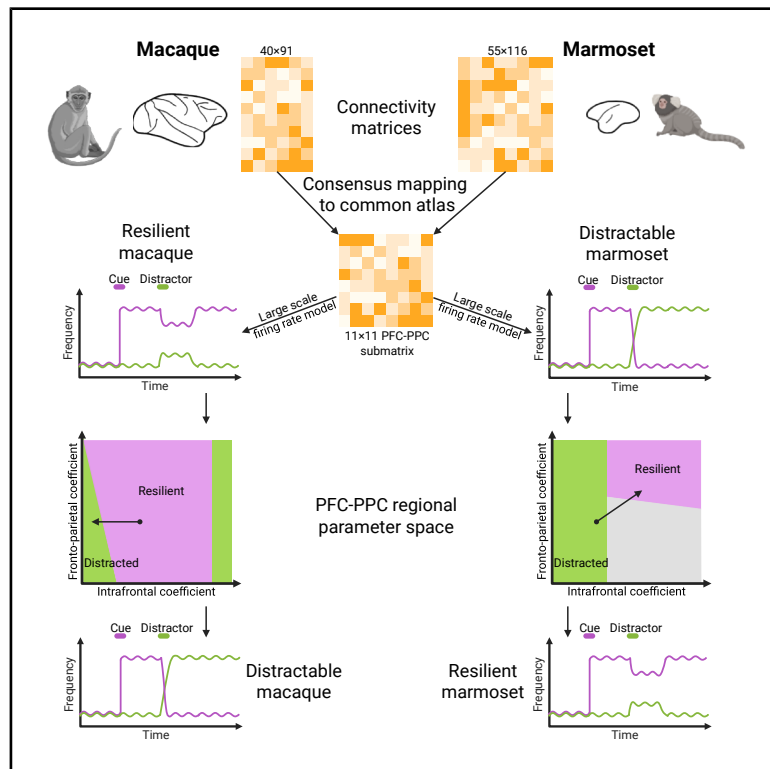 Macaque
40×91
55×116
Marmoset
Connectivity
matrices
Consensus mapping
to common atlas
Resilient
macaque
Distractable
marmoset
Cue Distractor
Frequency
Time
Large scale
firing rate model
11×11 PFC-PPC
submatrix
Large scale
firing rate model
Cue Distractor
Frequency
Time
Fronto-parietal coefficient
Resilient
Distracted
Intrafrontal coefficient
PFC-PPC regional
parameter space
Fronto-parietal coefficient
Resilient
Distracted
Intrafrontal coefficient
Cue Distractor
Frequency
Time
Distractable
macaque
Resilient
marmoset
Cue Distractor
Frequency
Time